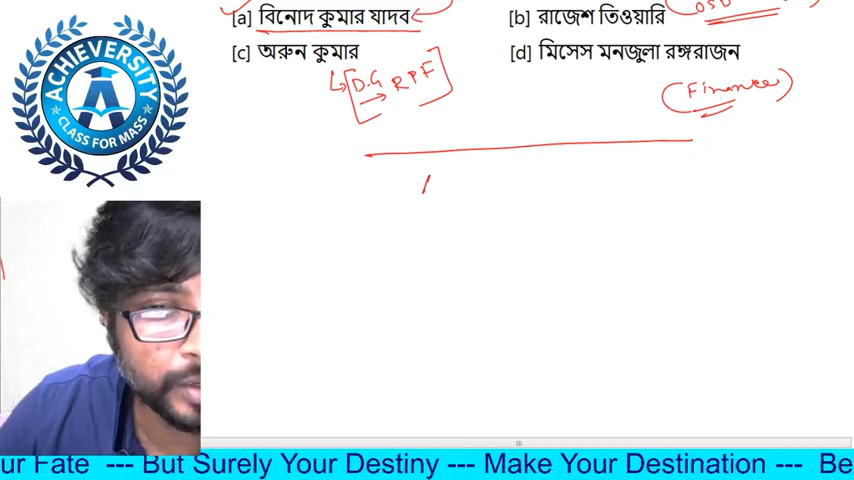 ACHIEVERSITY
CLASS FOR MASS
[a] বিনোদ কুমার যাদব
[b] রাজেশ তিওয়ারি
OSD
[c] অরুন কুমার
[d] মিসেস মনজুলা রঙ্গরাজন
D.G RPF
Finance
ur Fate --- But Surely Your Destiny --- Make Your Destination --- Be